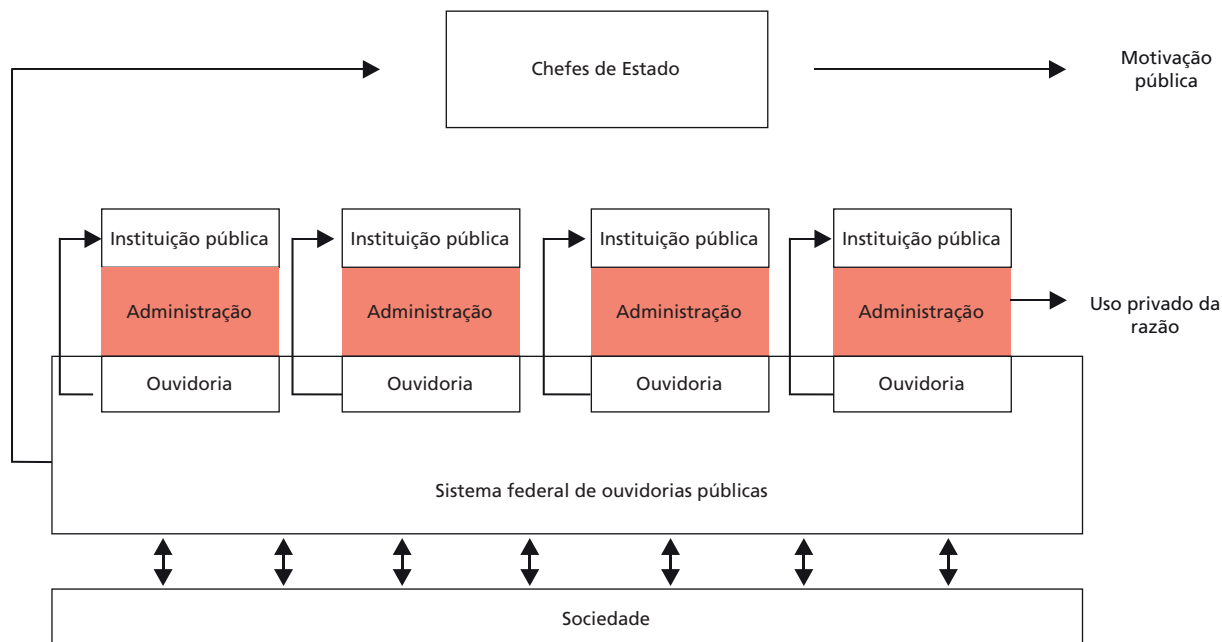 Chefes de Estado
Motivação
pública
Instituição pública
Instituição pública
Instituição pública
Instituição pública
Administração
Administração
Administração
Administração
Uso privado da
razão
Ouvidoria
Ouvidoria
Ouvidoria
Ouvidoria
Sistema federal de ouvidorias públicas
Sociedade